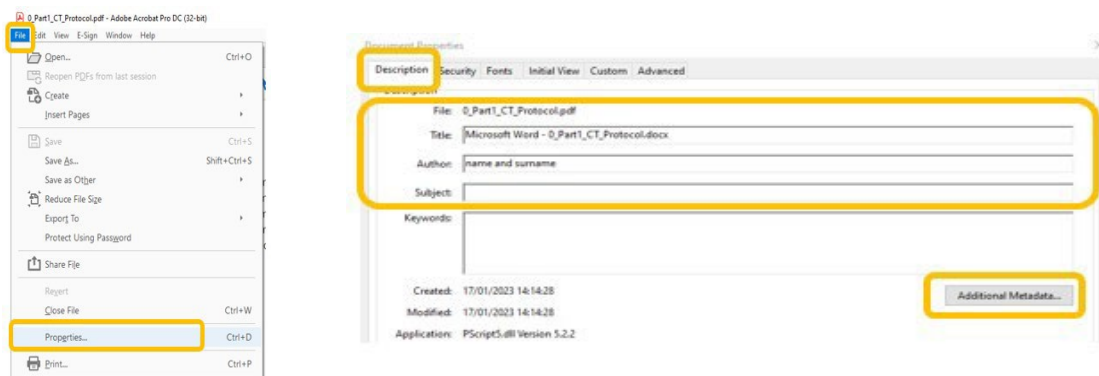 0_Part1_CT_Protocol.pdf - Adobe Acrobat Pro DC (32-bit)
File Edit View E-Sign Window Help
Open... Ctrl+O
Reopen PDFs from last session
Create
Insert Pages
Save Ctrl+S
Save As... Shift+Ctrl+S
Save as Other
Reduce File Size
Export To
Protect Using Password
Share File
Revert
Close File Ctrl+W
Properties... Ctrl+D
Print... Ctrl+P
Document Properties
Description Security Fonts Initial View Custom Advanced
Description
File: 0_Part1_CT_Protocol.pdf
Title: Microsoft Word - 0_Part1_CT_Protocol.docx
Author: name and surname
Subject:
Keywords:
Created: 17/01/2023 14:14:28
Additional Metadata...
Modified: 17/01/2023 14:14:28
Application: PScript5.dll Version 5.2.2